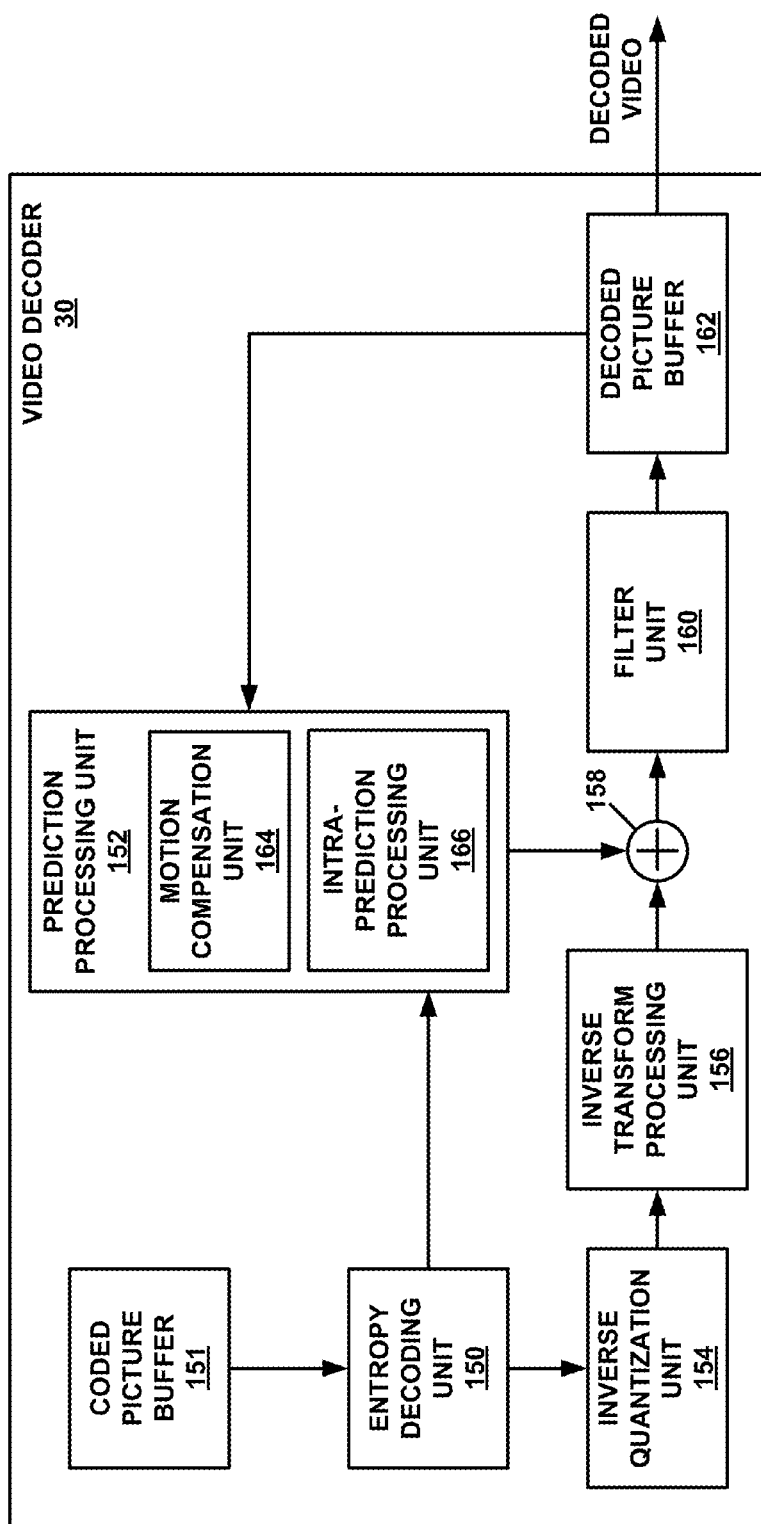 VIDEO DECODER
30
CODED
PICTURE
BUFFER
151
PREDICTION
PROCESSING UNIT
152
MOTION
COMPENSATION
UNIT
164
INTRA-
PREDICTION
PROCESSING
UNIT
166
ENTROPY
DECODING
UNIT
150
INVERSE
QUANTIZATION
UNIT
154
INVERSE
TRANSFORM
PROCESSING
UNIT
156
158
FILTER
UNIT
160
DECODED
PICTURE
BUFFER
162
DECODED
VIDEO